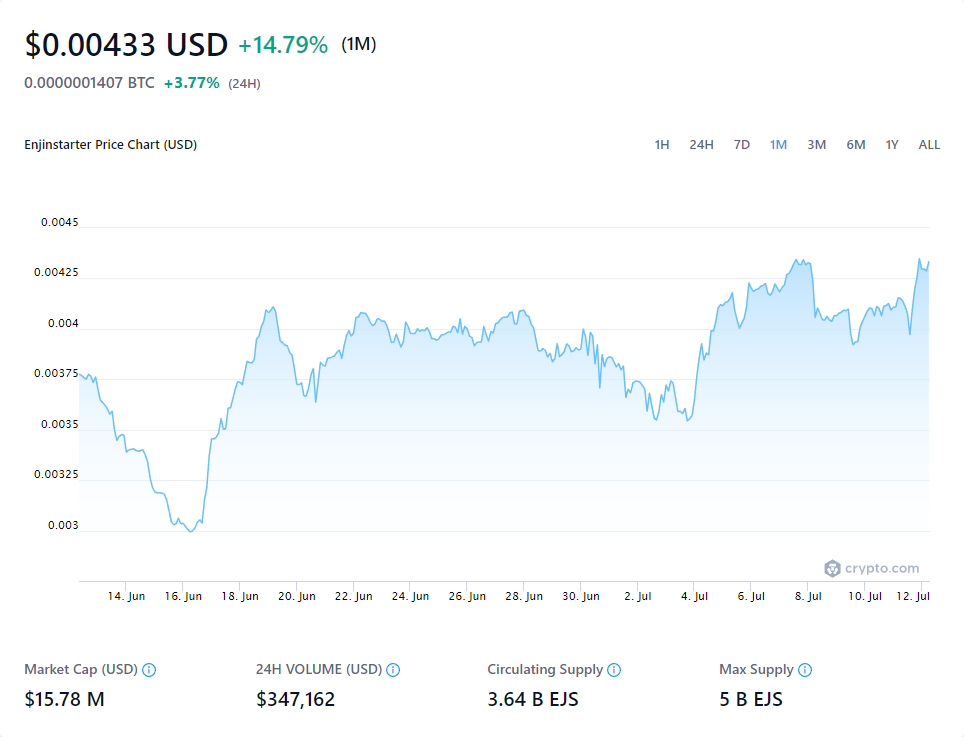 $0.00433 USD +14.79% (1M)
0.0000001407 BTC +3.77% (24H)
Enjinstarter Price Chart (USD) 1H 24H 7D 1M 3M 6M 1Y ALL
0.0045
0.00425
0.004
0.00375
0.0035
0.00325
0.003
crypto.com
14. Jun 16. Jun 18. Jun 20. Jun 22. Jun 24. Jun 26. Jun 28. Jun 30. Jun 2. Jul 4. Jul 6. Jul 8. Jul 10. Jul 12. Jul
Market Cap (USD) 24H VOLUME (USD) Circulating Supply Max Supply
$15.78 M $347,162 3.64 B EJS 5 B EJS